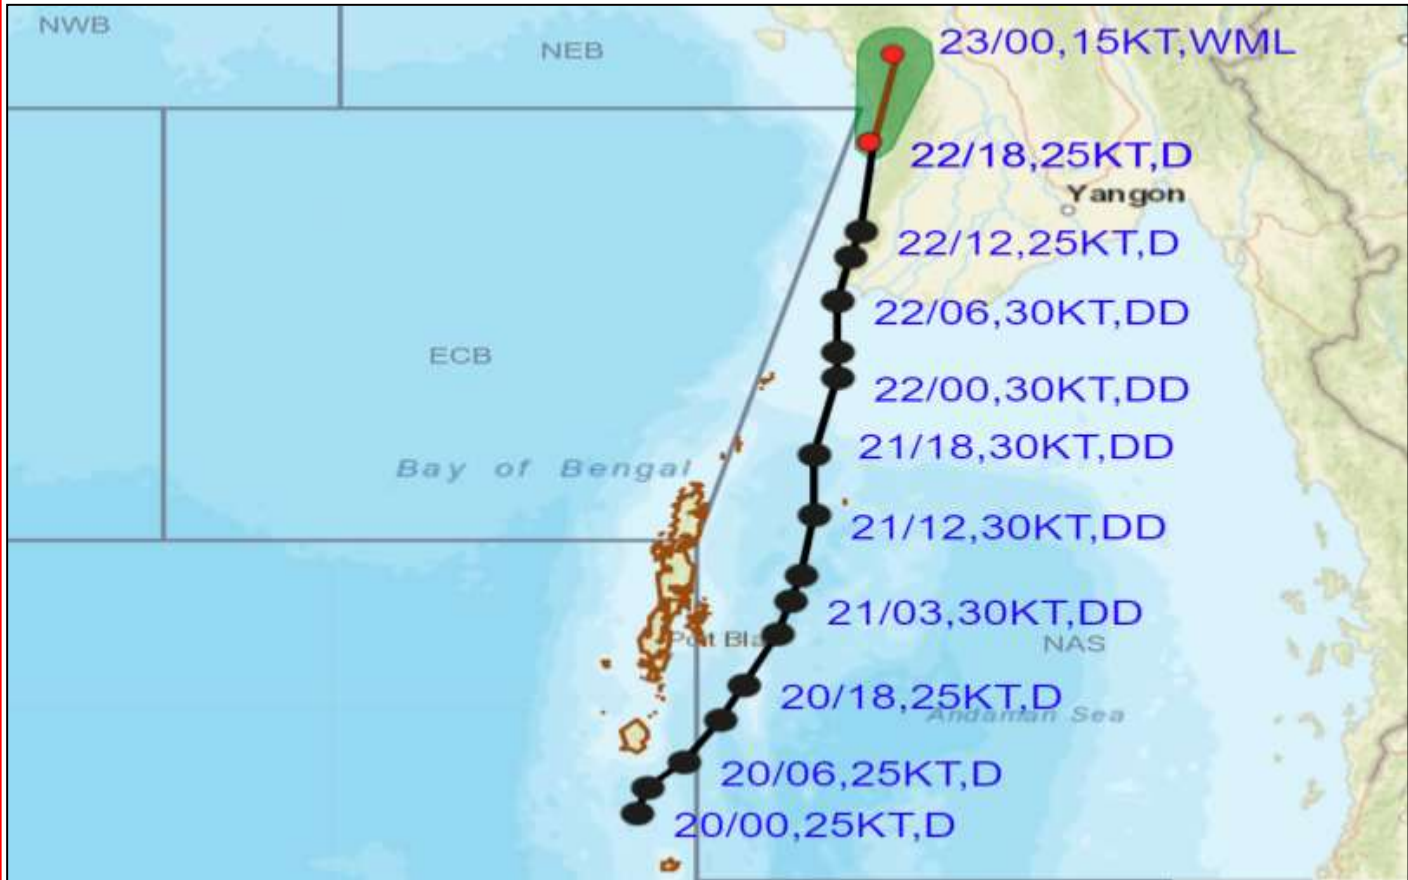 NWB
NEB
23/00,15KT,WML
22/18,25KT,D
Yangon
22/12,25KT,D
22/06,30KT,DD
ECB
22/00,30KT,DD
21/18,30KT,DD
Bay of Bengal
21/12,30KT,DD
21/03,30KT,DD
Port Bla
NAS
20/18,25KT,D
Andaman Sea
20/06,25KT,D
20/00,25KT,D